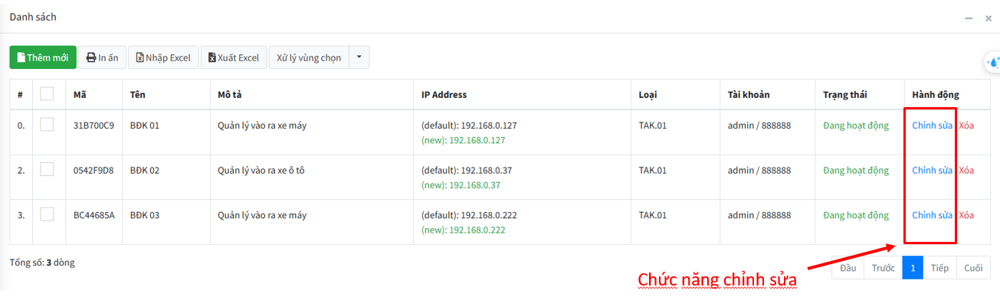 Danh sách
Thêm mới In ấn Nhập Excel Xuất Excel Xử lý vùng chọn
# Mã Tên Mô tả IP Address Loại Tài khoản Trạng thái Hành động
0. 31B700C9 BĐK 01 Quản lý vào ra xe máy (default): 192.168.0.127 TAK.01 admin / 888888 Đang hoạt động Chỉnh sửa Xóa
(new): 192.168.0.127
2. 0542F9D8 BĐK 02 Quản lý vào ra xe ô tô (default): 192.168.0.37 TAK.01 admin / 888888 Đang hoạt động Chỉnh sửa Xóa
(new): 192.168.0.37
3. BC44685A BĐK 03 Quản lý vào ra xe máy (default): 192.168.0.222 TAK.01 admin / 888888 Đang hoạt động Chỉnh sửa Xóa
(new): 192.168.0.222
Tổng số: 3 dòng
Đầu Trước 1 Tiếp Cuối
Chức năng chỉnh sửa